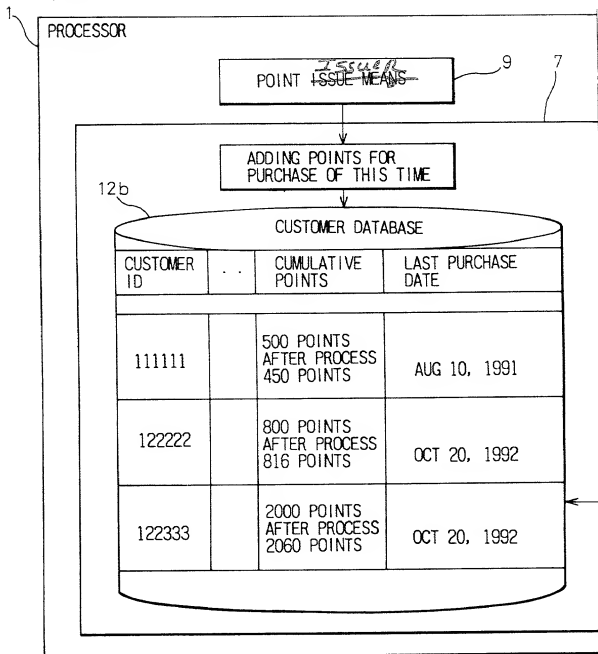 1
PROCESSOR
ISSUER
POINT ISSUE MEANS
9
7
ADDING POINTS FOR
PURCHASE OF THIS TIME
12b
CUSTOMER DATABASE
CUSTOMER ID
. .
CUMULATIVE POINTS
LAST PURCHASE DATE
111111
500 POINTS
AFTER PROCESS
450 POINTS
AUG 10, 1991
122222
800 POINTS
AFTER PROCESS
816 POINTS
OCT 20, 1992
122333
2000 POINTS
AFTER PROCESS
2060 POINTS
OCT 20, 1992